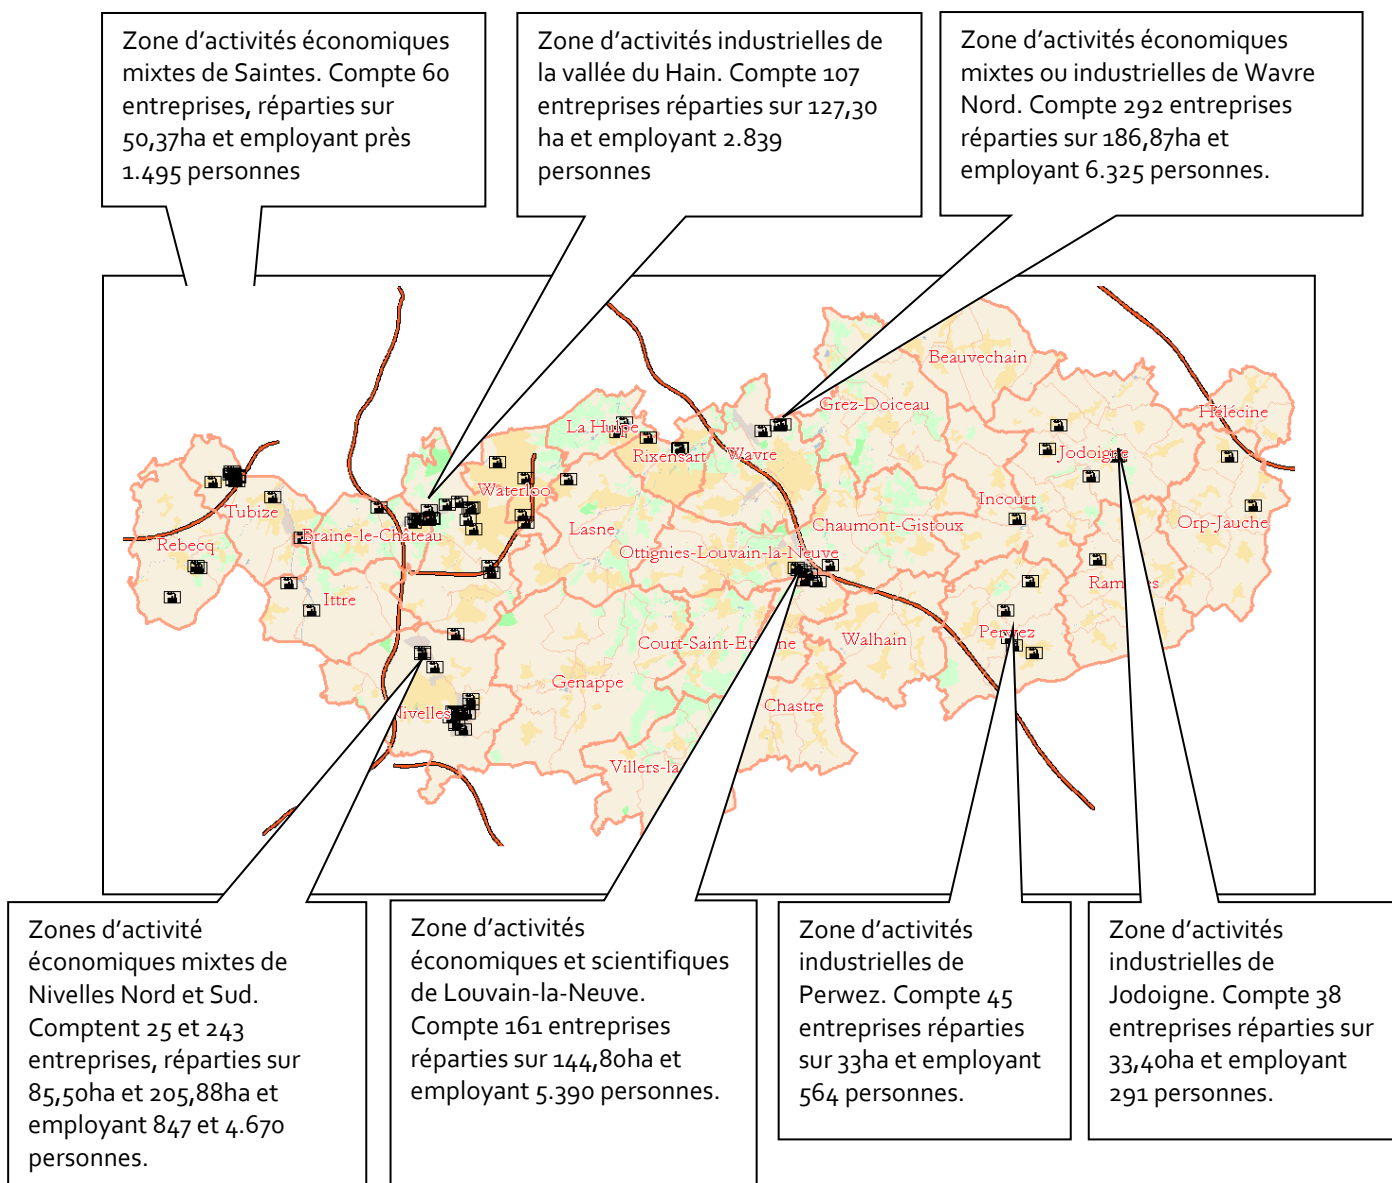 Zone d'activités économiques
mixtes de Saintes. Compte 60
entreprises, réparties sur
50,37ha et employant près
1.495 personnes
Zone d'activités industrielles de
la vallée du Hain. Compte 107
entreprises réparties sur 127,30
ha et employant 2.839
personnes
Zone d'activités économiques
mixtes ou industrielles de Wavre
Nord. Compte 292 entreprises
réparties sur 186,87ha et
employant 6.325 personnes.
Beauvechain
Grez-Doiceau
Hélécine
La Hulpe
Rixensart
Wavre
Jodoigne
Waterloo
Incourt
Tubize
Orp-Jauche
Chaumont-Gistoux
Lasne
Braine-le-Château
Rebecq
Ottignies-Louvain-la-Neuve
Ittre
Perwez
Walhain
Genappe
Chastre
Nivelles
Villers-la
Zones d'activité
économiques mixtes de
Nivelles Nord et Sud.
Comptent 25 et 243
entreprises, réparties sur
85,50ha et 205,88ha et
employant 847 et 4.670
personnes.
Zone d'activités
économiques et scientifiques
de Louvain-la-Neuve.
Compte 161 entreprises
réparties sur 144,80ha et
employant 5.390 personnes.
Zone d'activités
industrielles de
Perwez. Compte 45
entreprises réparties
sur 33ha et employant
564 personnes.
Zone d'activités
industrielles de
Jodoigne. Compte 38
entreprises réparties sur
33,40ha et employant
291 personnes.